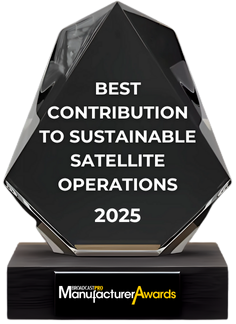 BEST
CONTRIBUTION
TO SUSTAINABLE
SATELLITE
OPERATIONS
2025
BROADCASTPRO
ManufacturerAwards